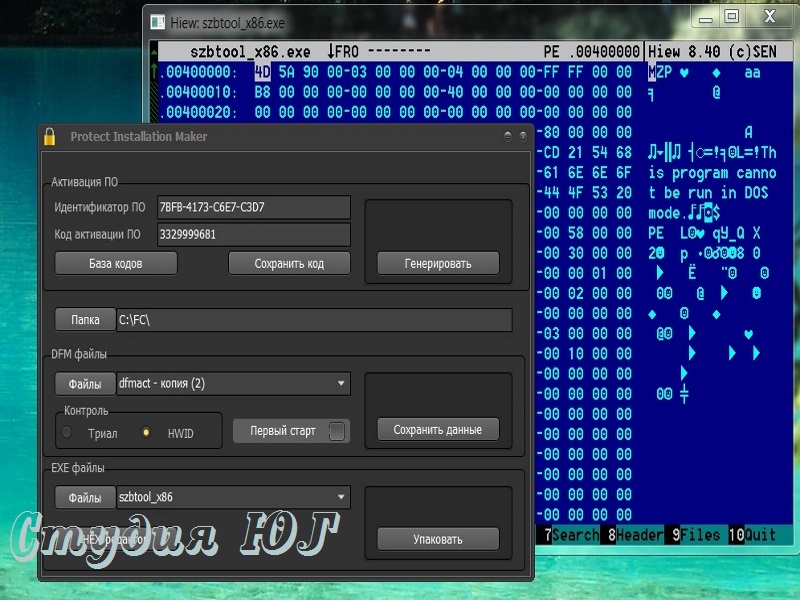 Hiew: szbtool_x86.exe
szbtool_x86.exe ↓FRO -------- PE .00400000 Hiew 8.40 (c)SEN
.00400000: 4D 5A 90 00-03 00 00 00-04 00 00 00-FF FF 00 00 MZP ♥ ♦ aa
.00400010: B8 00 00 00-00 00 00 00-40 00 00 00-00 00 00 00 ╕ @
.00400020: 00 00 00 00-00 00 00 00-00 00 00 00-00 00 00 00
-80 00 00 00 A
-CD 21 54 68 =!Th
-61 6E 6E 6F is program canno
-44 4F 53 20 t be run in DOS
-00 00 00 00 mode.♪♪◙$
-00 58 00 00 PE
-00 30 00 00
-00 00 01 00
-00 02 00 00
-00 00 00 00
-03 00 00 00
-00 10 00 00
-00 00 00 00
-00 00 00 00
-00 00 00 00
-00 00 00 00
-00 00 00 00
-00 00 00 00
-00 00 00 00
-00 00 00 00
7Search 8Header 9Files 10Quit
Protect Installation Maker
Активация ПО
Идентификатор ПО 7BFB-4173-C6E7-C3D7
Код активации ПО 3329999681
База кодов Сохранить код Генерировать
Папка C:\FC\
DFM файлы
Файлы dfmact - копия (2)
Контроль
Триал HWID Первый старт Сохранить данные
EXE файлы
Файлы szbtool_x86
HEX-редактор Упаковать
Студия ЮГ